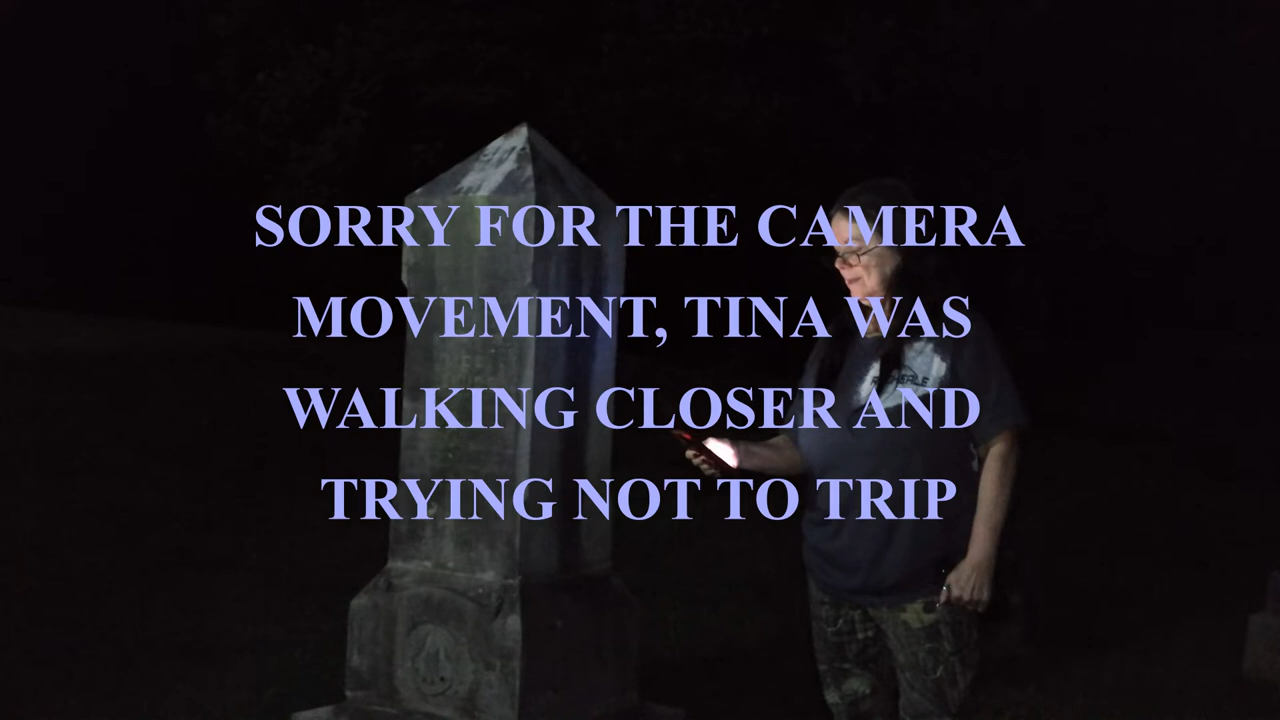 SORRY FOR THE CAMERA
MOVEMENT, TINA WAS
WALKING CLOSER AND
TRYING NOT TO TRIP